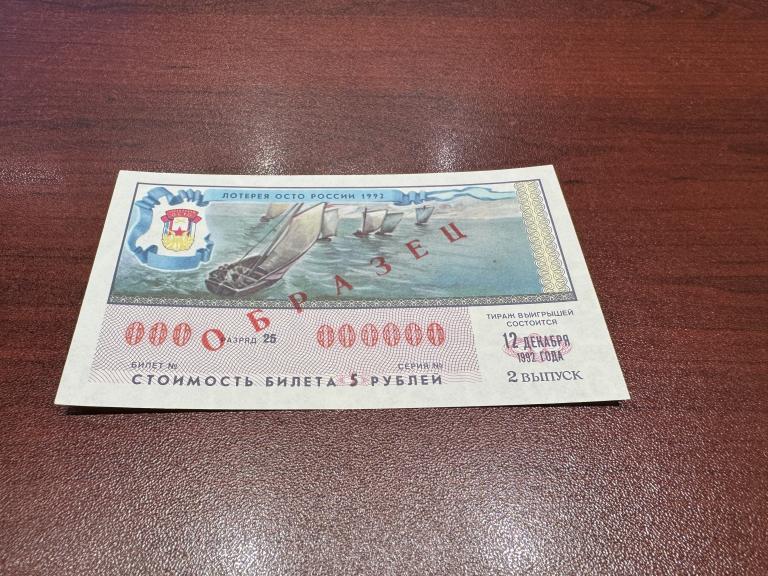 ЛОТЕРЕЯ ОСТО РОССИИ 1992
ОБРАЗЕЦ
000 РАЗРЯД 25 000000
БИЛЕТ № СЕРИЯ №
СТОИМОСТЬ БИЛЕТА 5 РУБЛЕЙ
ТИРАЖ ВЫИГРЫШЕЙ
СОСТОИТСЯ
12 ДЕКАБРЯ
1992 ГОДА
2 ВЫПУСК